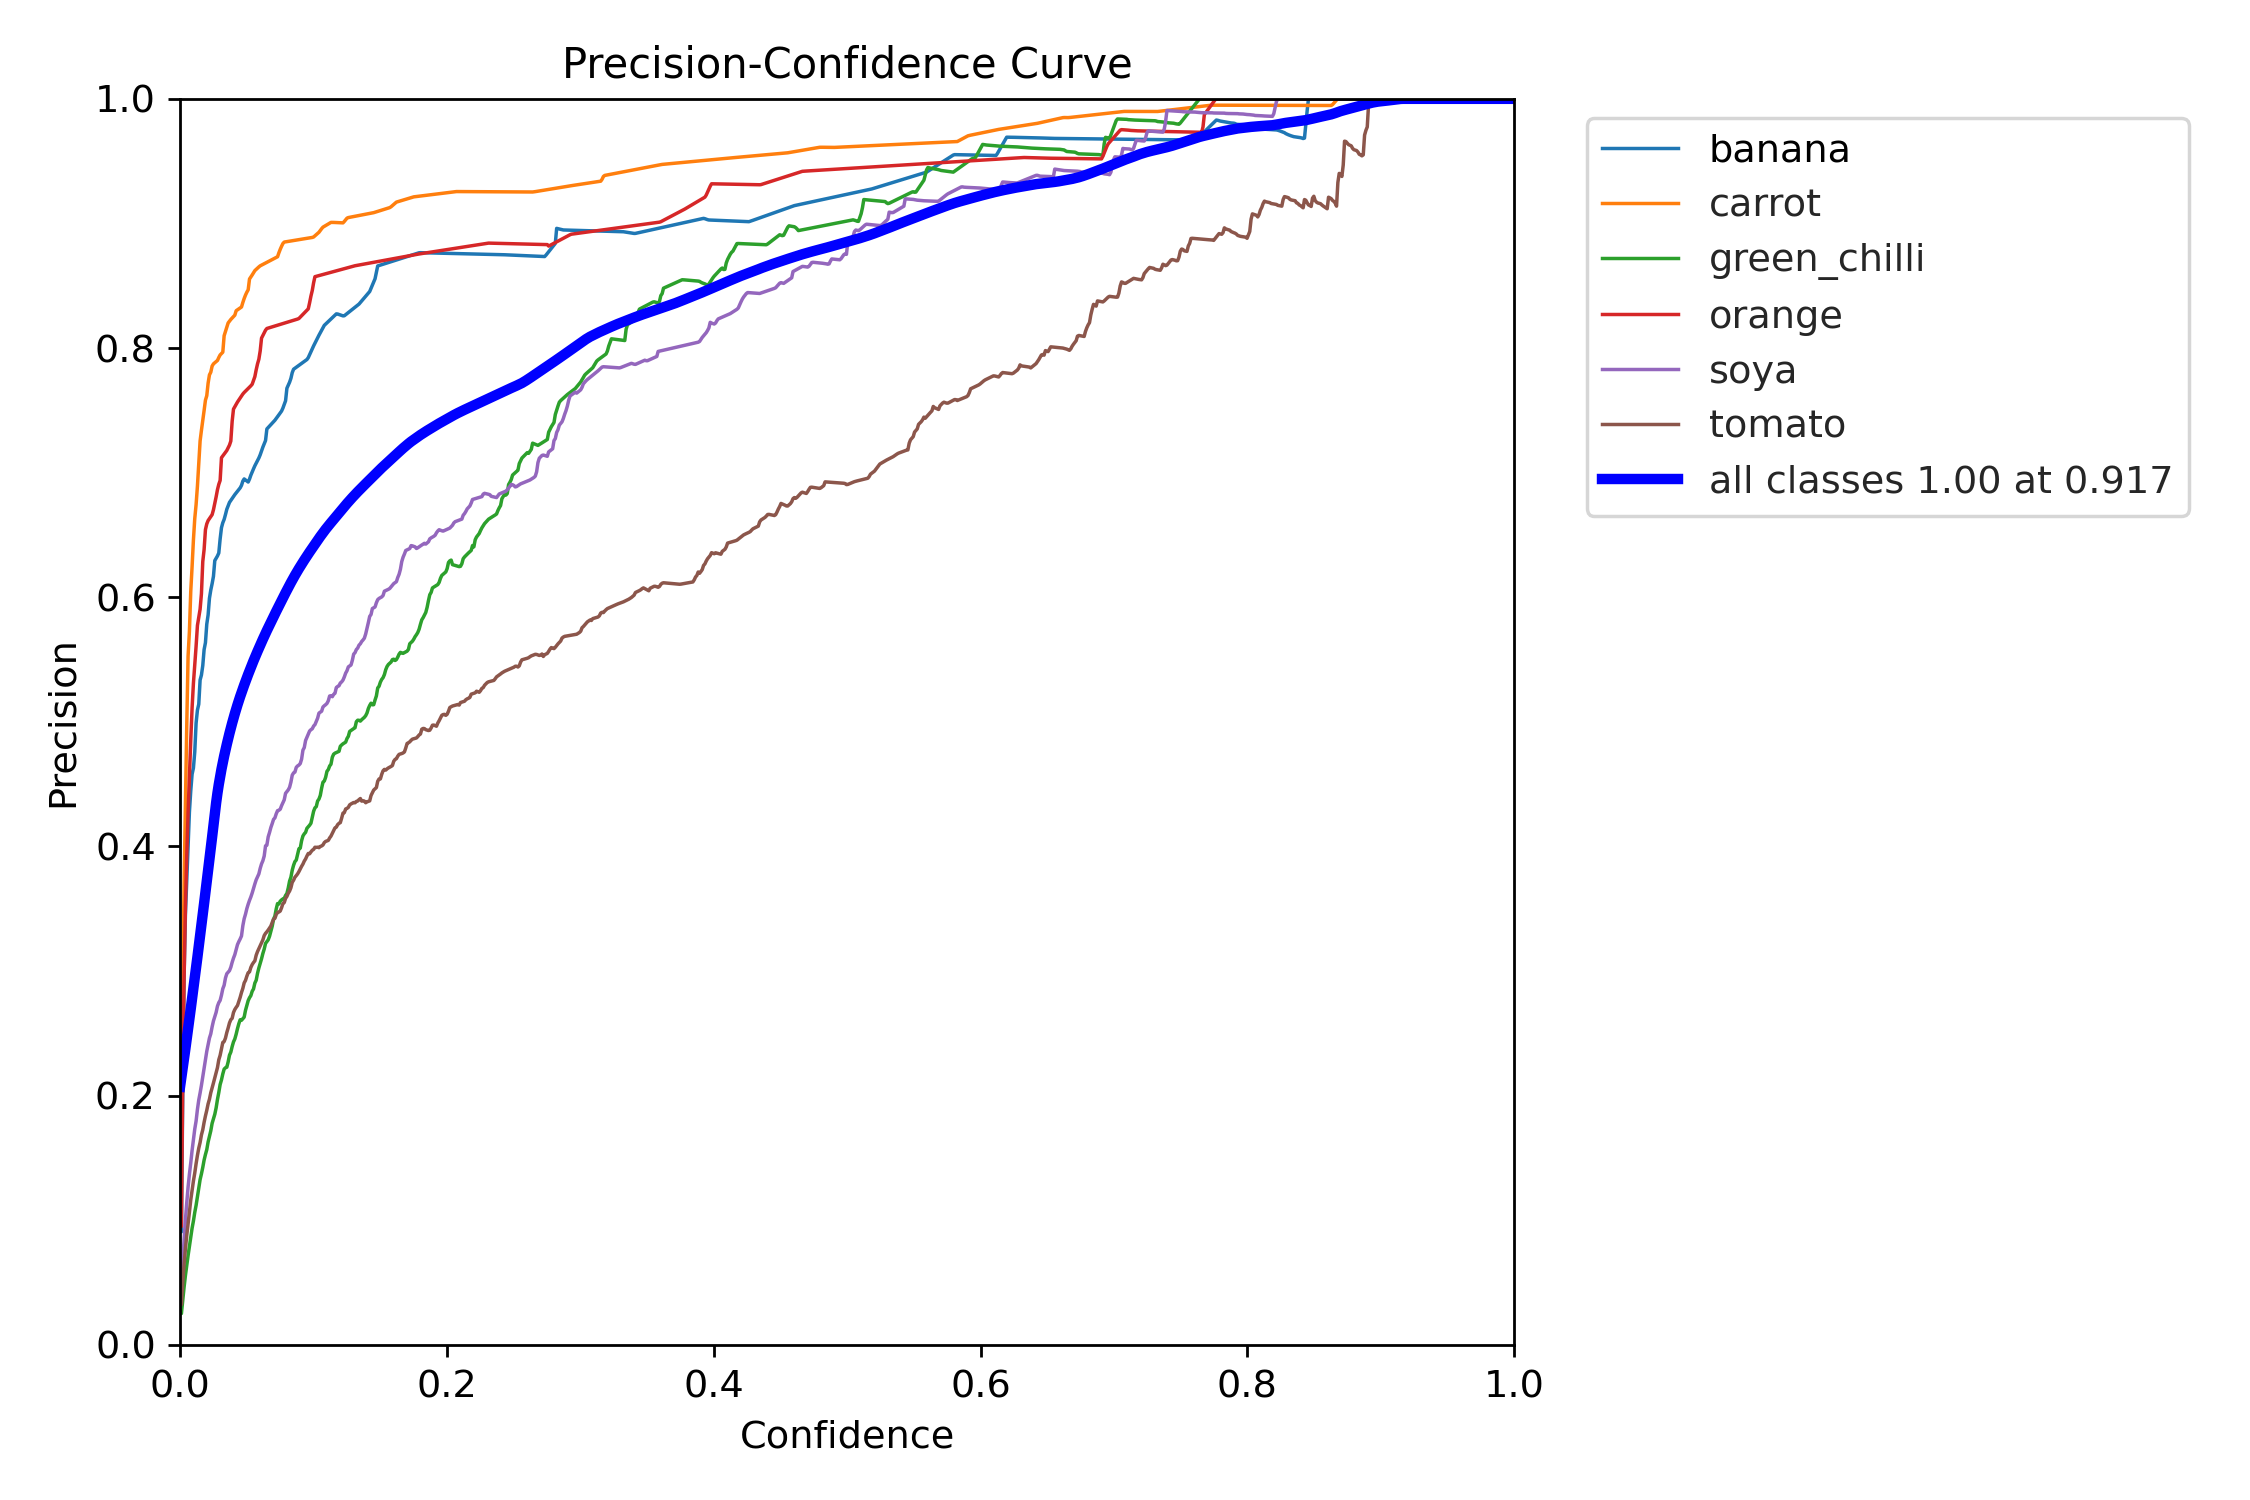 Precision-Confidence Curve
1.0
0.8
0.6
0.4
0.2
0.0
Precision
0.0 0.2 0.4 0.6 0.8 1.0
Confidence
banana
carrot
green_chilli
orange
soya
tomato
all classes 1.00 at 0.917